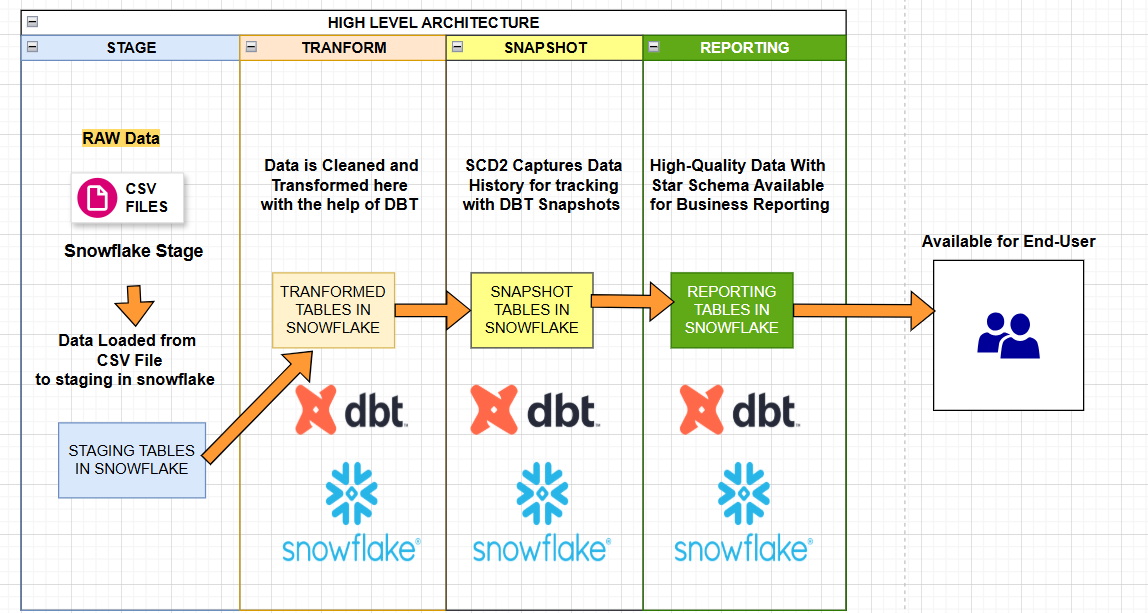 HIGH LEVEL ARCHITECTURE
STAGE
TRANFORM
SNAPSHOT
REPORTING
RAW Data
CSV
FILES
Snowflake Stage
Data Loaded from
CSV File
to staging in snowflake
STAGING TABLES
IN SNOWFLAKE
Data is Cleaned and
Transformed here
with the help of DBT
TRANFORMED
TABLES IN
SNOWFLAKE
dbt
snowflake®
SCD2 Captures Data
History for tracking
with DBT Snapshots
SNAPSHOT
TABLES IN
SNOWFLAKE
dbt
snowflake®
High-Quality Data With
Star Schema Available
for Business Reporting
REPORTING
TABLES IN
SNOWFLAKE
dbt
snowflake®
Available for End-User